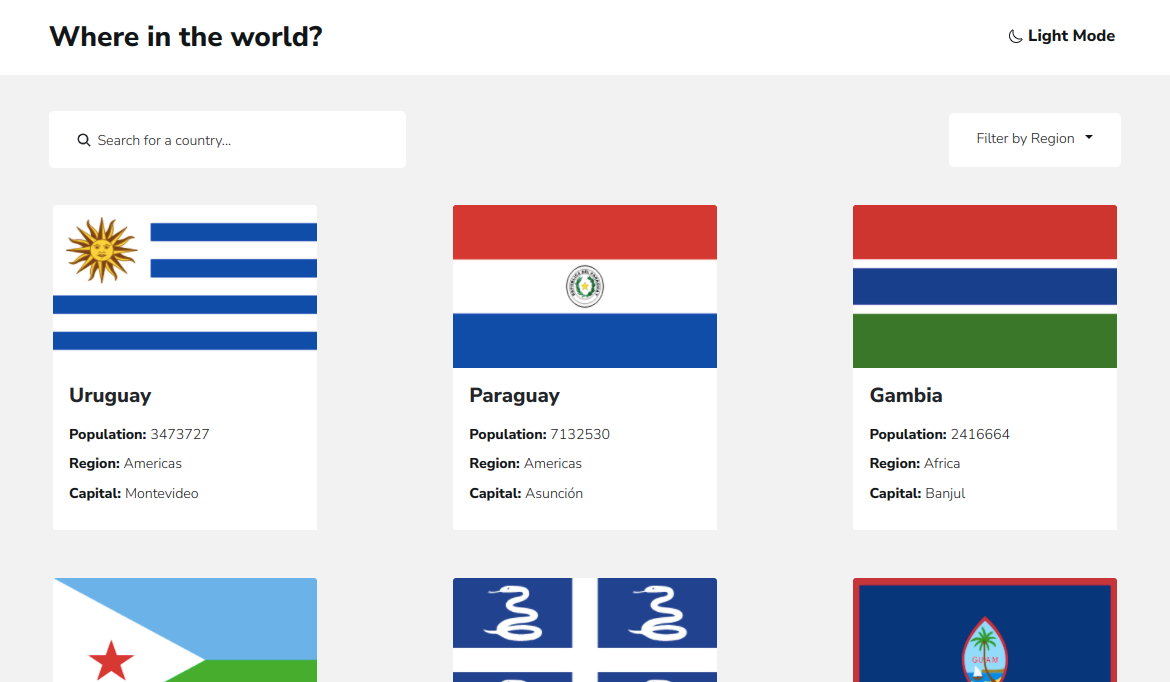 Where in the world?
Light Mode
Search for a country...
Filter by Region
Uruguay
Population: 3473727
Region: Americas
Capital: Montevideo
Paraguay
Population: 7132530
Region: Americas
Capital: Asunción
Gambia
Population: 2416664
Region: Africa
Capital: Banjul
GUAM